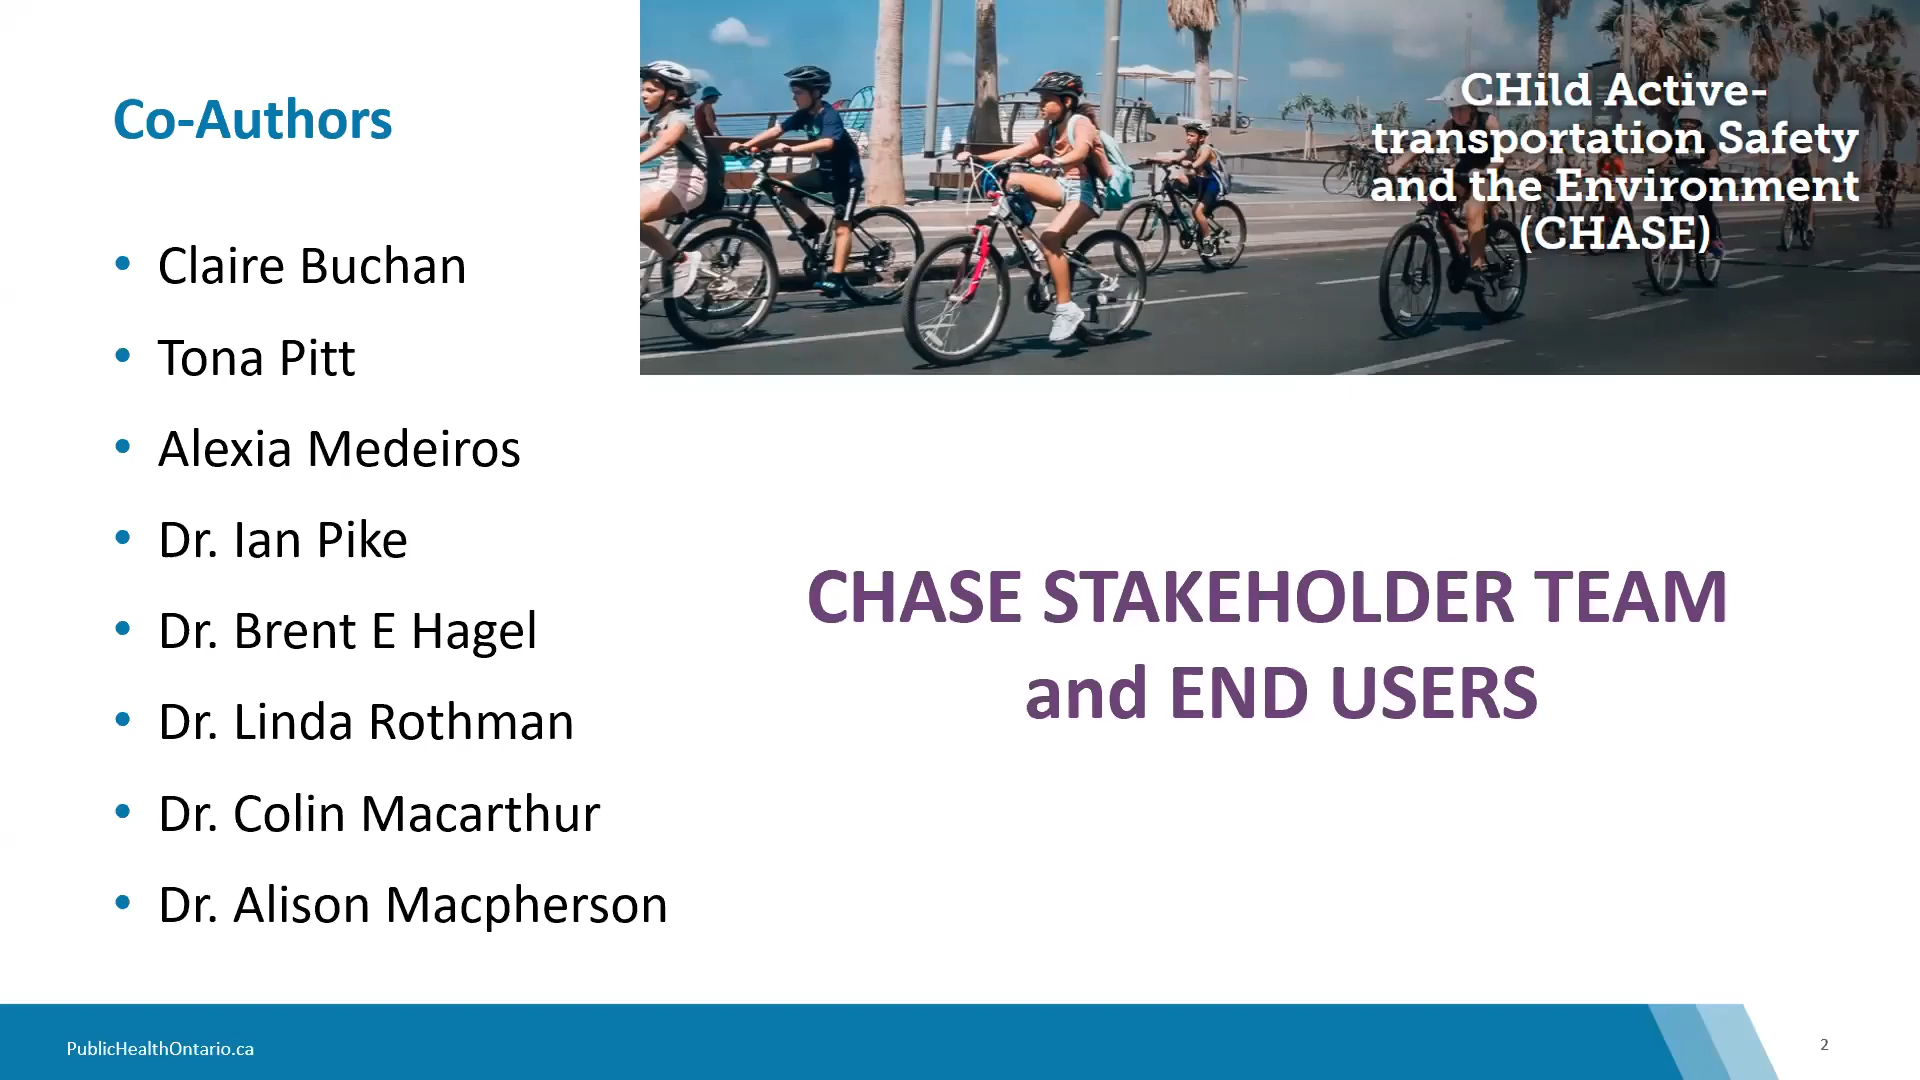 Co-Authors
• Claire Buchan
• Tona Pitt
• Alexia Medeiros
• Dr. Ian Pike
• Dr. Brent E Hagel
• Dr. Linda Rothman
• Dr. Colin Macarthur
• Dr. Alison Macpherson
CHild Active-
transportation Safety
and the Environment
(CHASE)
CHASE STAKEHOLDER TEAM
and END USERS
PublicHealthOntario.ca
2